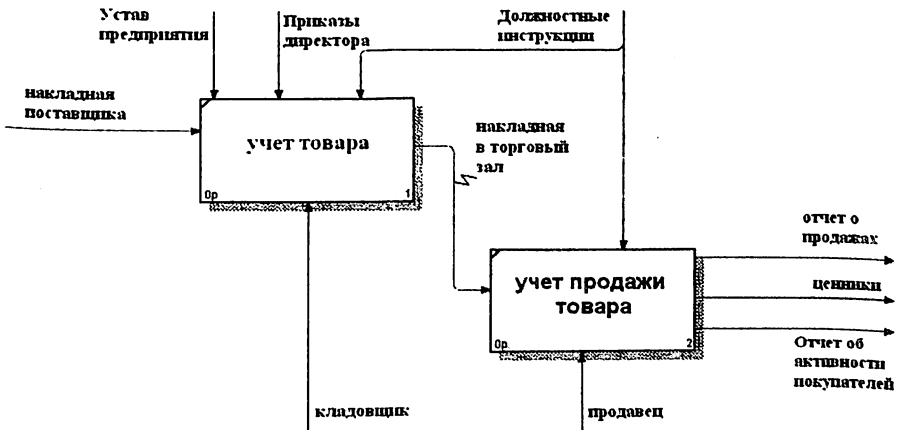 Устав
предприятия
Приказы
директора
Должностные
инструкции
накладная
поставщика
учет товара
0р.
1
накладная
в торговый
зал
отчет о
продажах
учет продажи
товара
0р.
2
ценники
Отчет об
активности
покупателей
кладовщик
продавец